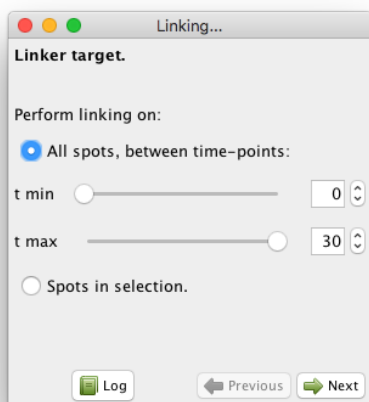 Linking...
Linker target.
Perform linking on:
All spots, between time-points:
t min 0
t max 30
Spots in selection.
Log Previous Next